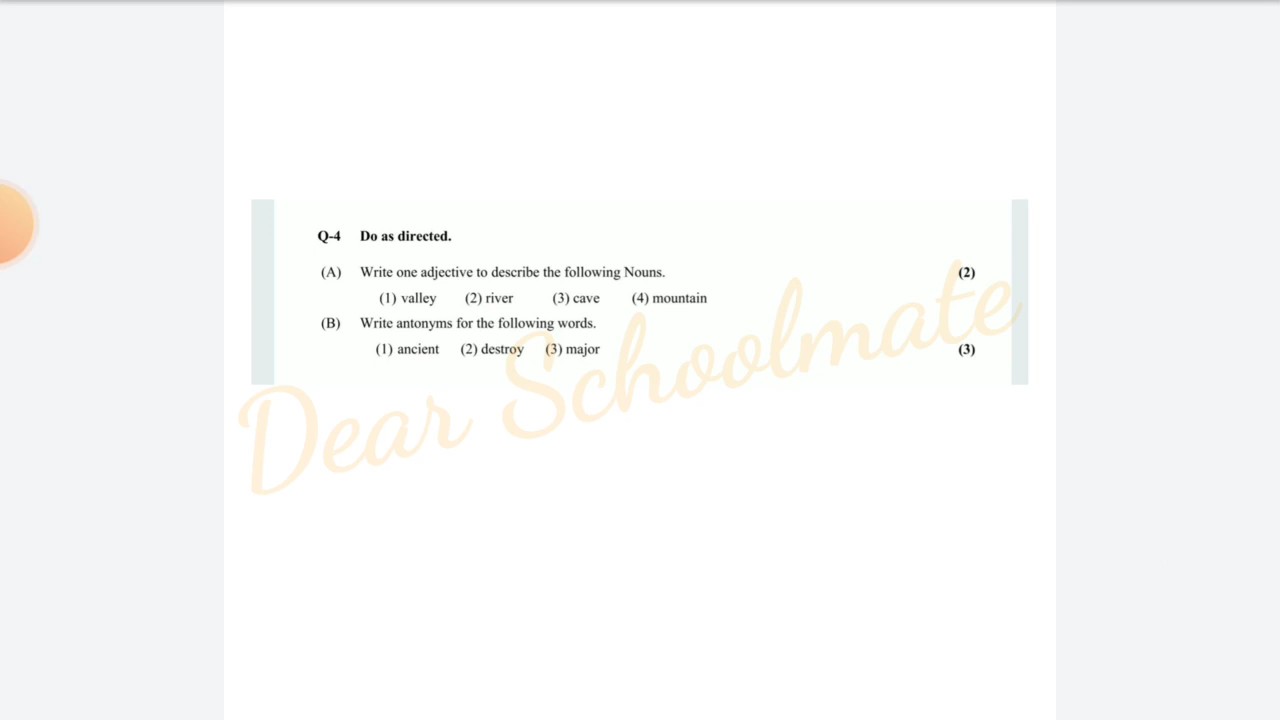 Q-4 Do as directed.
(A) Write one adjective to describe the following Nouns. (2)
(1) valley (2) river (3) cave (4) mountain
(B) Write antonyms for the following words.
(1) ancient (2) destroy (3) major (3)
Dear Schoolmate